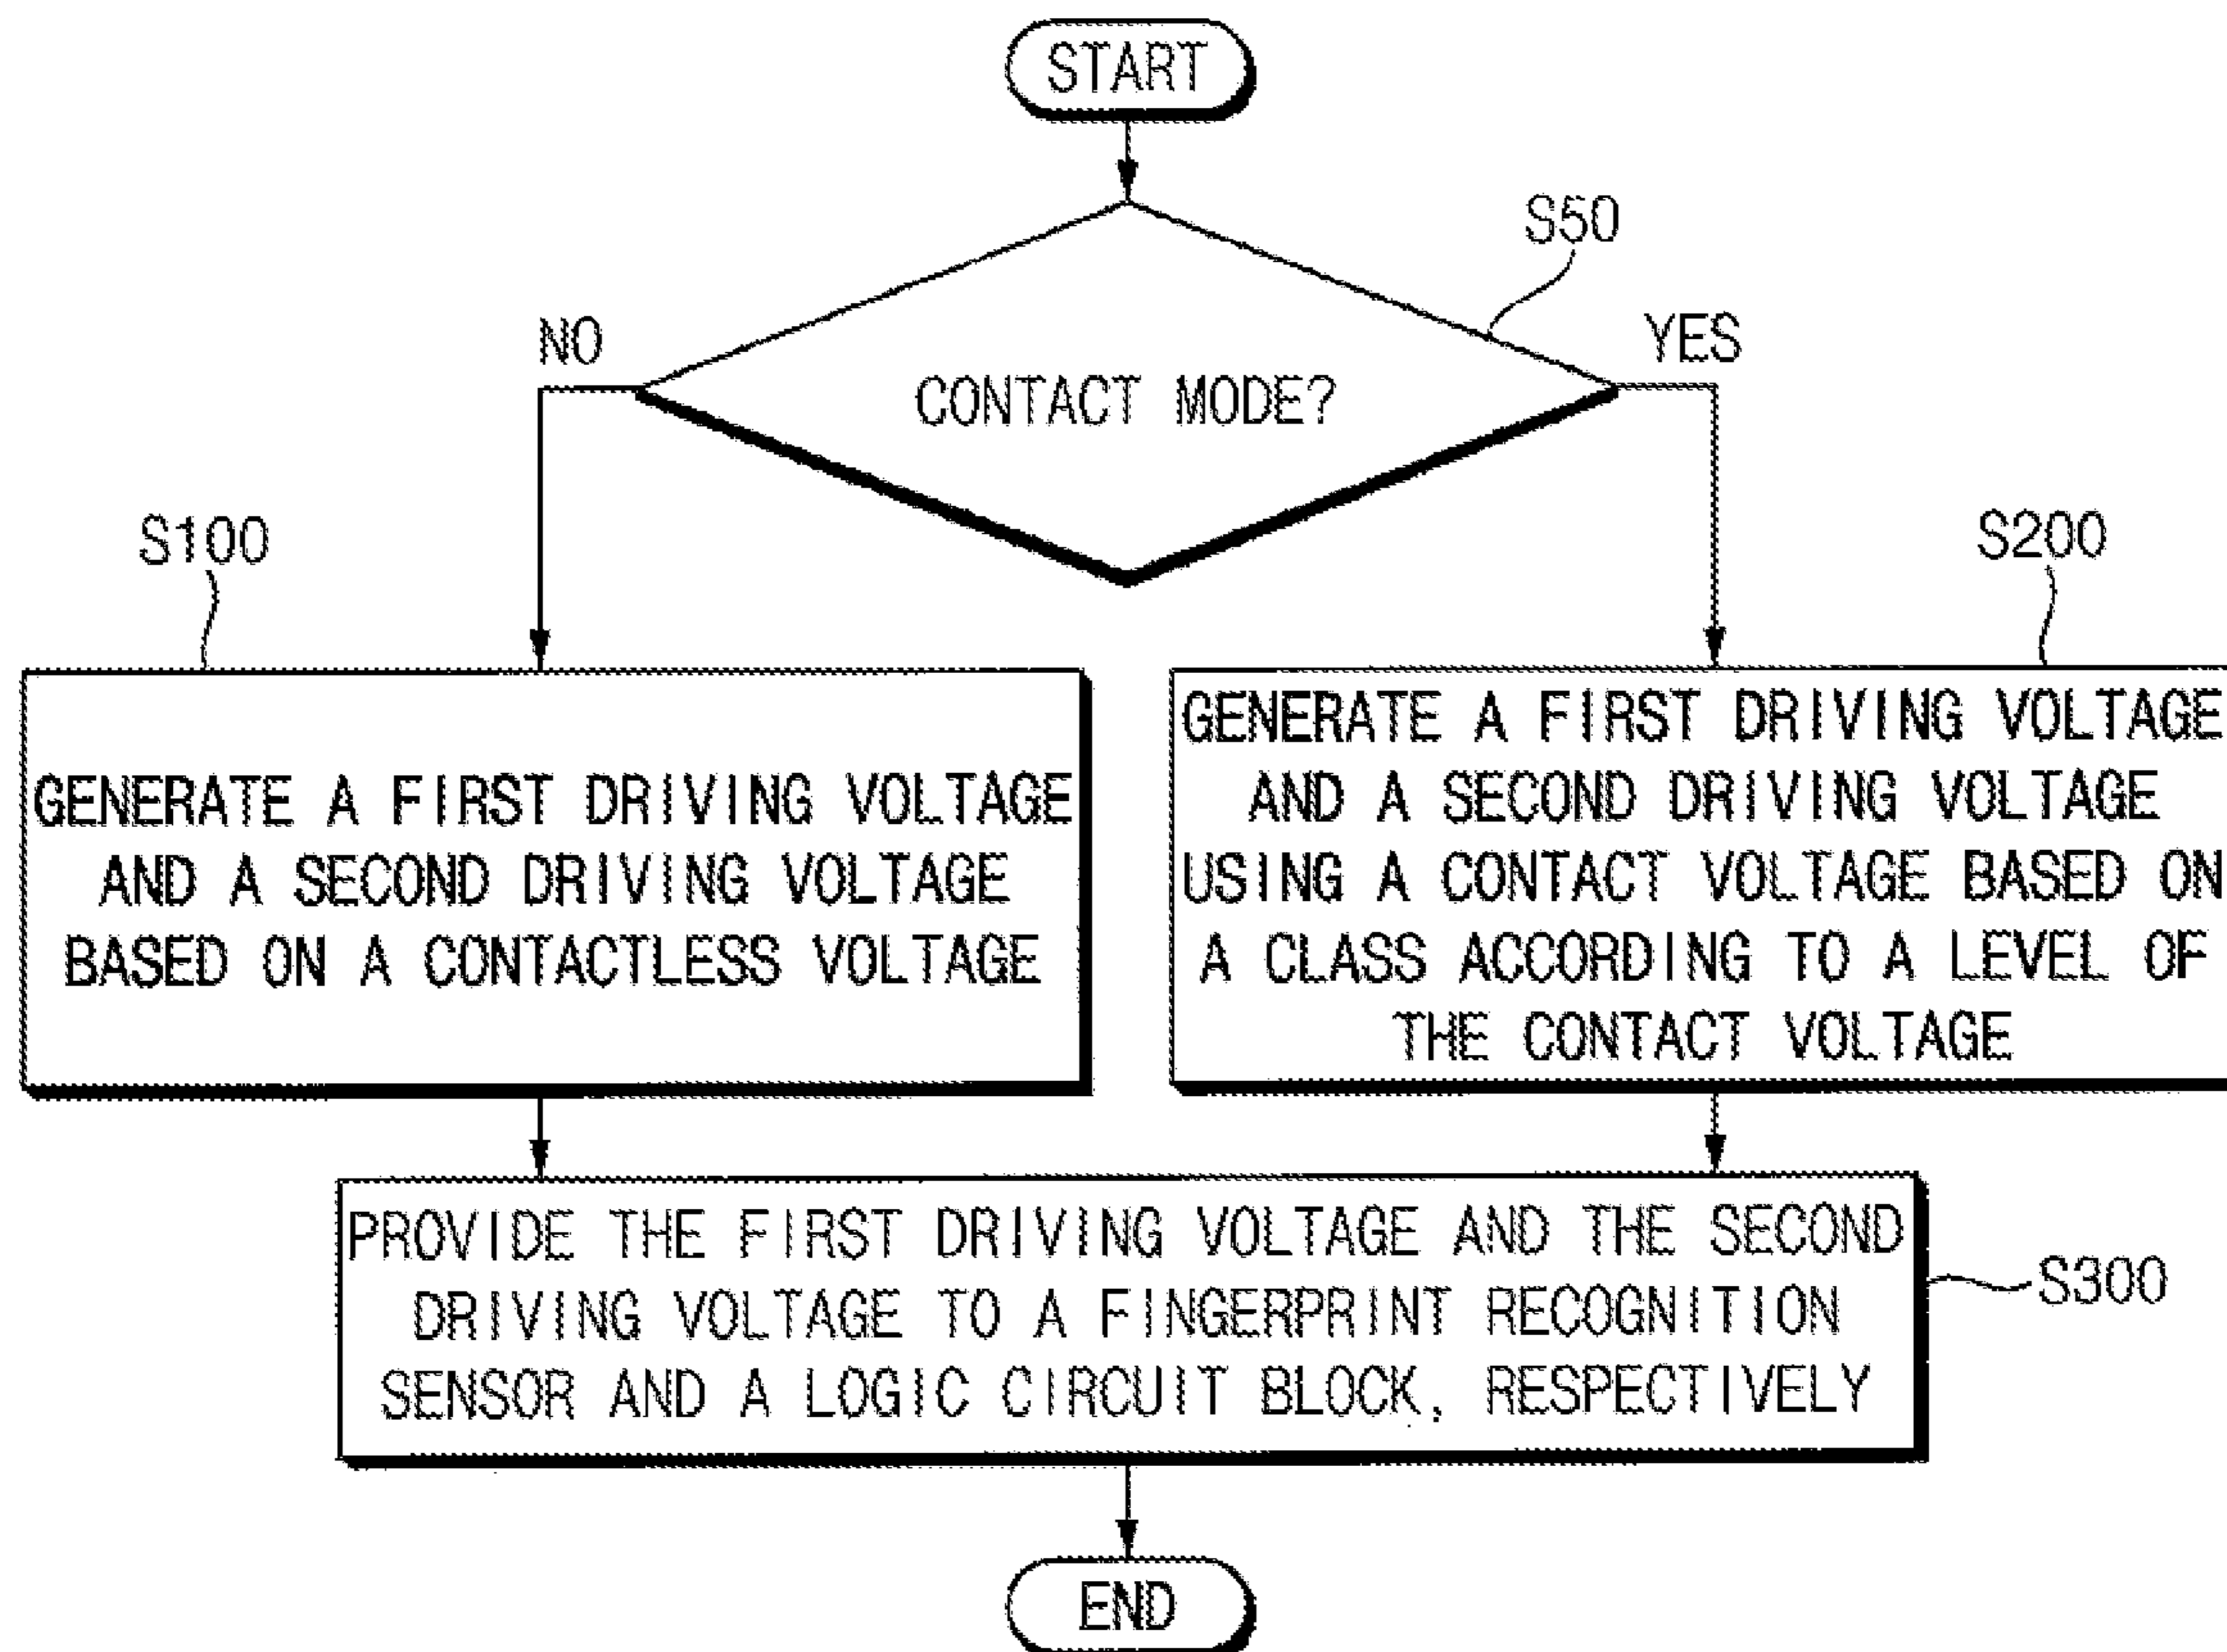 START
S50
NO
YES
CONTACT MODE?
S100
S200
GENERATE A FIRST DRIVING VOLTAGE
AND A SECOND DRIVING VOLTAGE
BASED ON A CONTACTLESS VOLTAGE
GENERATE A FIRST DRIVING VOLTAGE
AND A SECOND DRIVING VOLTAGE
USING A CONTACT VOLTAGE BASED ON
A CLASS ACCORDING TO A LEVEL OF
THE CONTACT VOLTAGE
PROVIDE THE FIRST DRIVING VOLTAGE AND THE SECOND
DRIVING VOLTAGE TO A FINGERPRINT RECOGNITION
SENSOR AND A LOGIC CIRCUIT BLOCK, RESPECTIVELY
S300
END